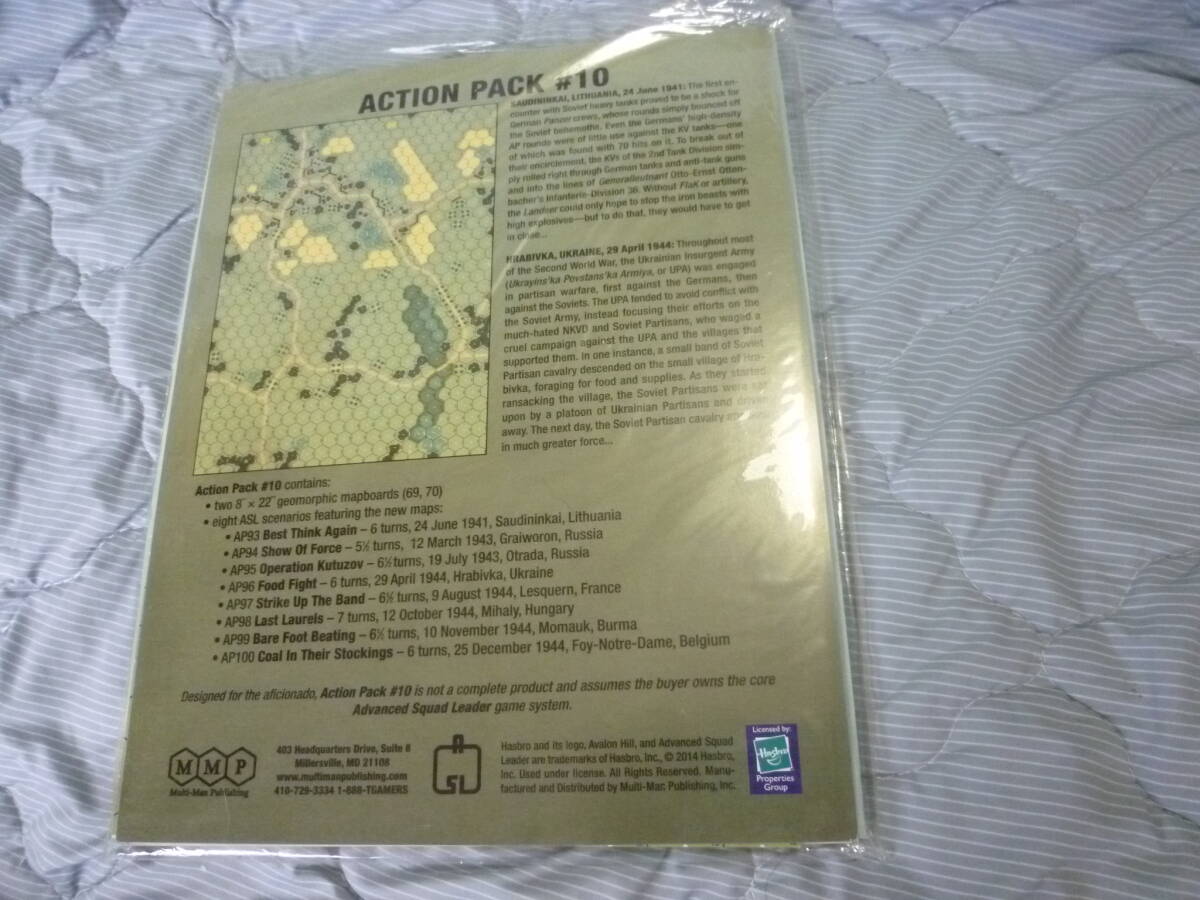 ACTION PACK #10
SAUDININKAI, LITHUANIA, 24 June 1941: The first en-
counter with Soviet heavy tanks proved to be a shock for
German Panzer crews, whose rounds simply bounced off
the Soviet behemoths. Even the Germans' high-density
AP rounds were of little use against the KV tanks—one
of which was found with 70 hits on it. To break out of
their encirclement, the KVs of the 2nd Tank Division sim-
ply rolled right through German tanks and anti-tank guns
and into the lines of Generalleutnant Otto-Ernst Otten-
bacher's Infanterie-Division 36. Without FlaK or artillery,
the Landser could only hope to stop the iron beasts with
high explosives—but to do that, they would have to get
in close...
HRABIVKA, UKRAINE, 29 April 1944: Throughout most
of the Second World War, the Ukrainian Insurgent Army
(Ukrayins'ka Povstans'ka Armiya, or UPA) was engaged
in partisan warfare, first against the Germans, then
against the Soviets. The UPA tended to avoid conflict with
the Soviet Army, instead focusing their efforts on the
much-hated NKVD and Soviet Partisans, who waged a
cruel campaign against the UPA and the villages that
supported them. In one instance, a small band of Soviet
Partisan cavalry descended on the small village of Hra-
bivka, foraging for food and supplies. As they started
ransacking the village, the Soviet Partisans were set
upon by a platoon of Ukrainian Partisans and driven
away. The next day, the Soviet Partisan cavalry
in much greater force...
Action Pack #10 contains:
• two 8" × 22" geomorphic mapboards (69, 70)
• eight ASL scenarios featuring the new maps:
• AP93 Best Think Again – 6 turns, 24 June 1941, Saudininkai, Lithuania
• AP94 Show Of Force – 5½ turns, 12 March 1943, Graiworon, Russia
• AP95 Operation Kutuzov – 6½ turns, 19 July 1943, Otrada, Russia
• AP96 Food Fight – 6 turns, 29 April 1944, Hrabivka, Ukraine
• AP97 Strike Up The Band – 6½ turns, 9 August 1944, Lesquern, France
• AP98 Last Laurels – 7 turns, 12 October 1944, Mihaly, Hungary
• AP99 Bare Foot Beating – 6½ turns, 10 November 1944, Momauk, Burma
• AP100 Coal In Their Stockings – 6 turns, 25 December 1944, Foy-Notre-Dame, Belgium
Designed for the aficionado, Action Pack #10 is not a complete product and assumes the buyer owns the core
Advanced Squad Leader game system.
MMP
Multi-Man Publishing
403 Headquarters Drive, Suite 8
Millersville, MD 21108
www.multimanpublishing.com
410-729-3334 1-888-TGAMERS
ASL
Hasbro and its logo, Avalon Hill, and Advanced Squad
Leader are trademarks of Hasbro, Inc., © 2014 Hasbro,
Inc. Used under license. All Rights Reserved. Manu-
factured and Distributed by Multi-Man Publishing, Inc.
Licensed by:
Hasbro
Properties
Group